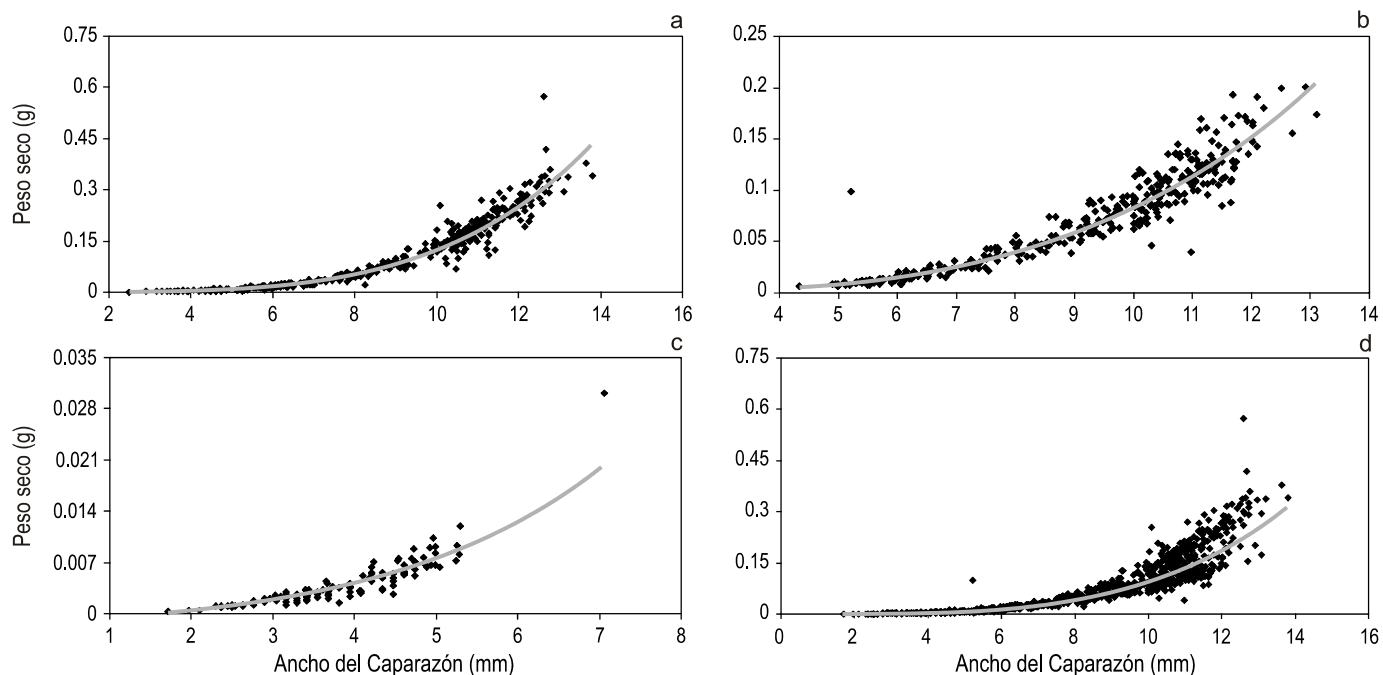 a
0.75
0.6
0.45
0.3
0.15
0
2 4 6 8 10 12 14 16
Peso seco (g)
b
0.25
0.2
0.15
0.1
0.05
0
4 5 6 7 8 9 10 11 12 13 14
c
0.035
0.028
0.021
0.014
0.007
0
1 2 3 4 5 6 7 8
Peso seco (g)
Ancho del Caparazón (mm)
d
0.75
0.6
0.45
0.3
0.15
0
0 2 4 6 8 10 12 14 16
Ancho del Caparazón (mm)